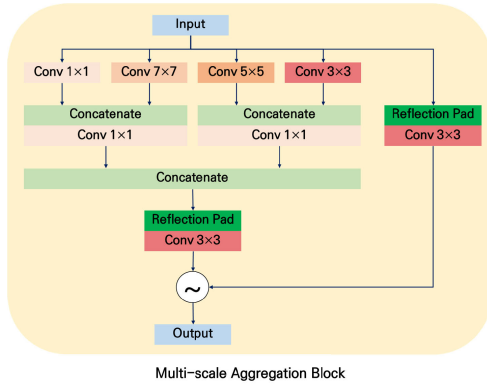 Input
Conv 1×1
Conv 7×7
Conv 5×5
Conv 3×3
Concatenate
Conv 1×1
Concatenate
Conv 1×1
Reflection Pad
Conv 3×3
Concatenate
Reflection Pad
Conv 3×3
~
Output
Multi-scale Aggregation Block